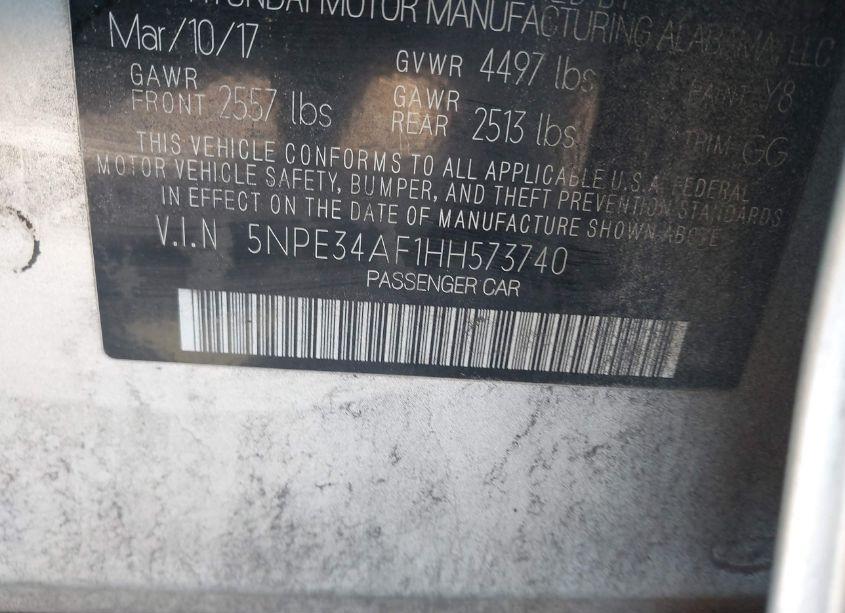 HYUNDAI MOTOR MANUFACTURING ALABAMA, LLC
Mar/10/17
GVWR 4497 lbs
PAINT Y8
GAWR FRONT 2557 lbs
GAWR REAR 2513 lbs
TRIM GG
THIS VEHICLE CONFORMS TO ALL APPLICABLE U.S.A. FEDERAL
MOTOR VEHICLE SAFETY, BUMPER, AND THEFT PREVENTION STANDARDS
IN EFFECT ON THE DATE OF MANUFACTURE SHOWN ABOVE
V.I.N 5NPE34AF1HH573740
PASSENGER CAR